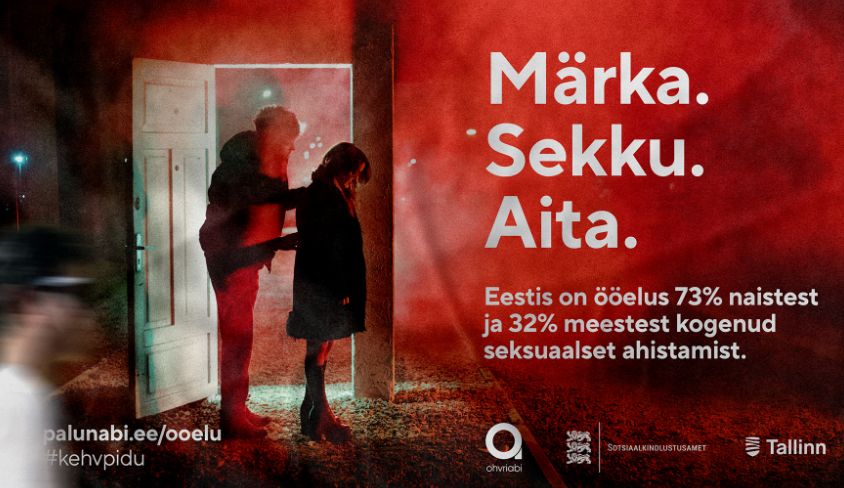 Märka.
Sekku.
Aita.
Eestis on ööelus 73% naistest
ja 32% meestest kogenud
seksuaalset ahistamist.
palunabi.ee/ooelu
#kehvpidu
ohvriabi
SOTSIAALKINDLUSTUSAMET
Tallinn